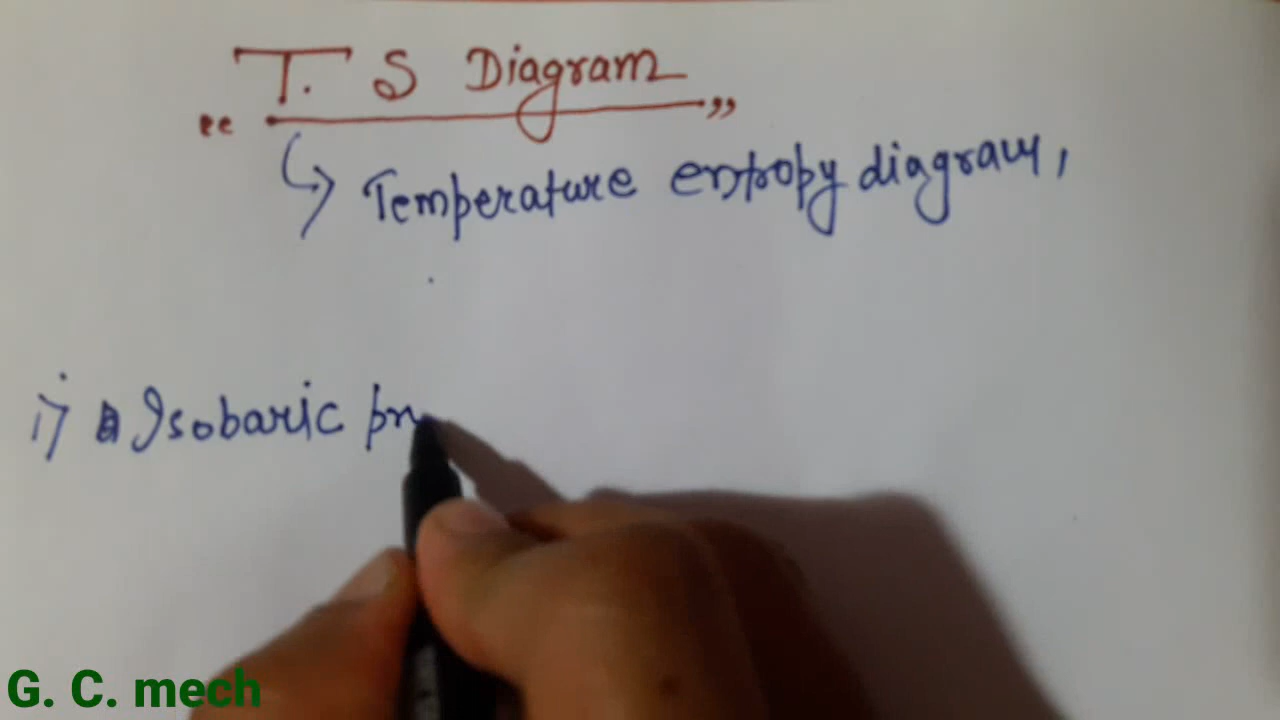 T. S Diagram
Temperature entropy diagram,
i) Isobaric pr
G. C. mech